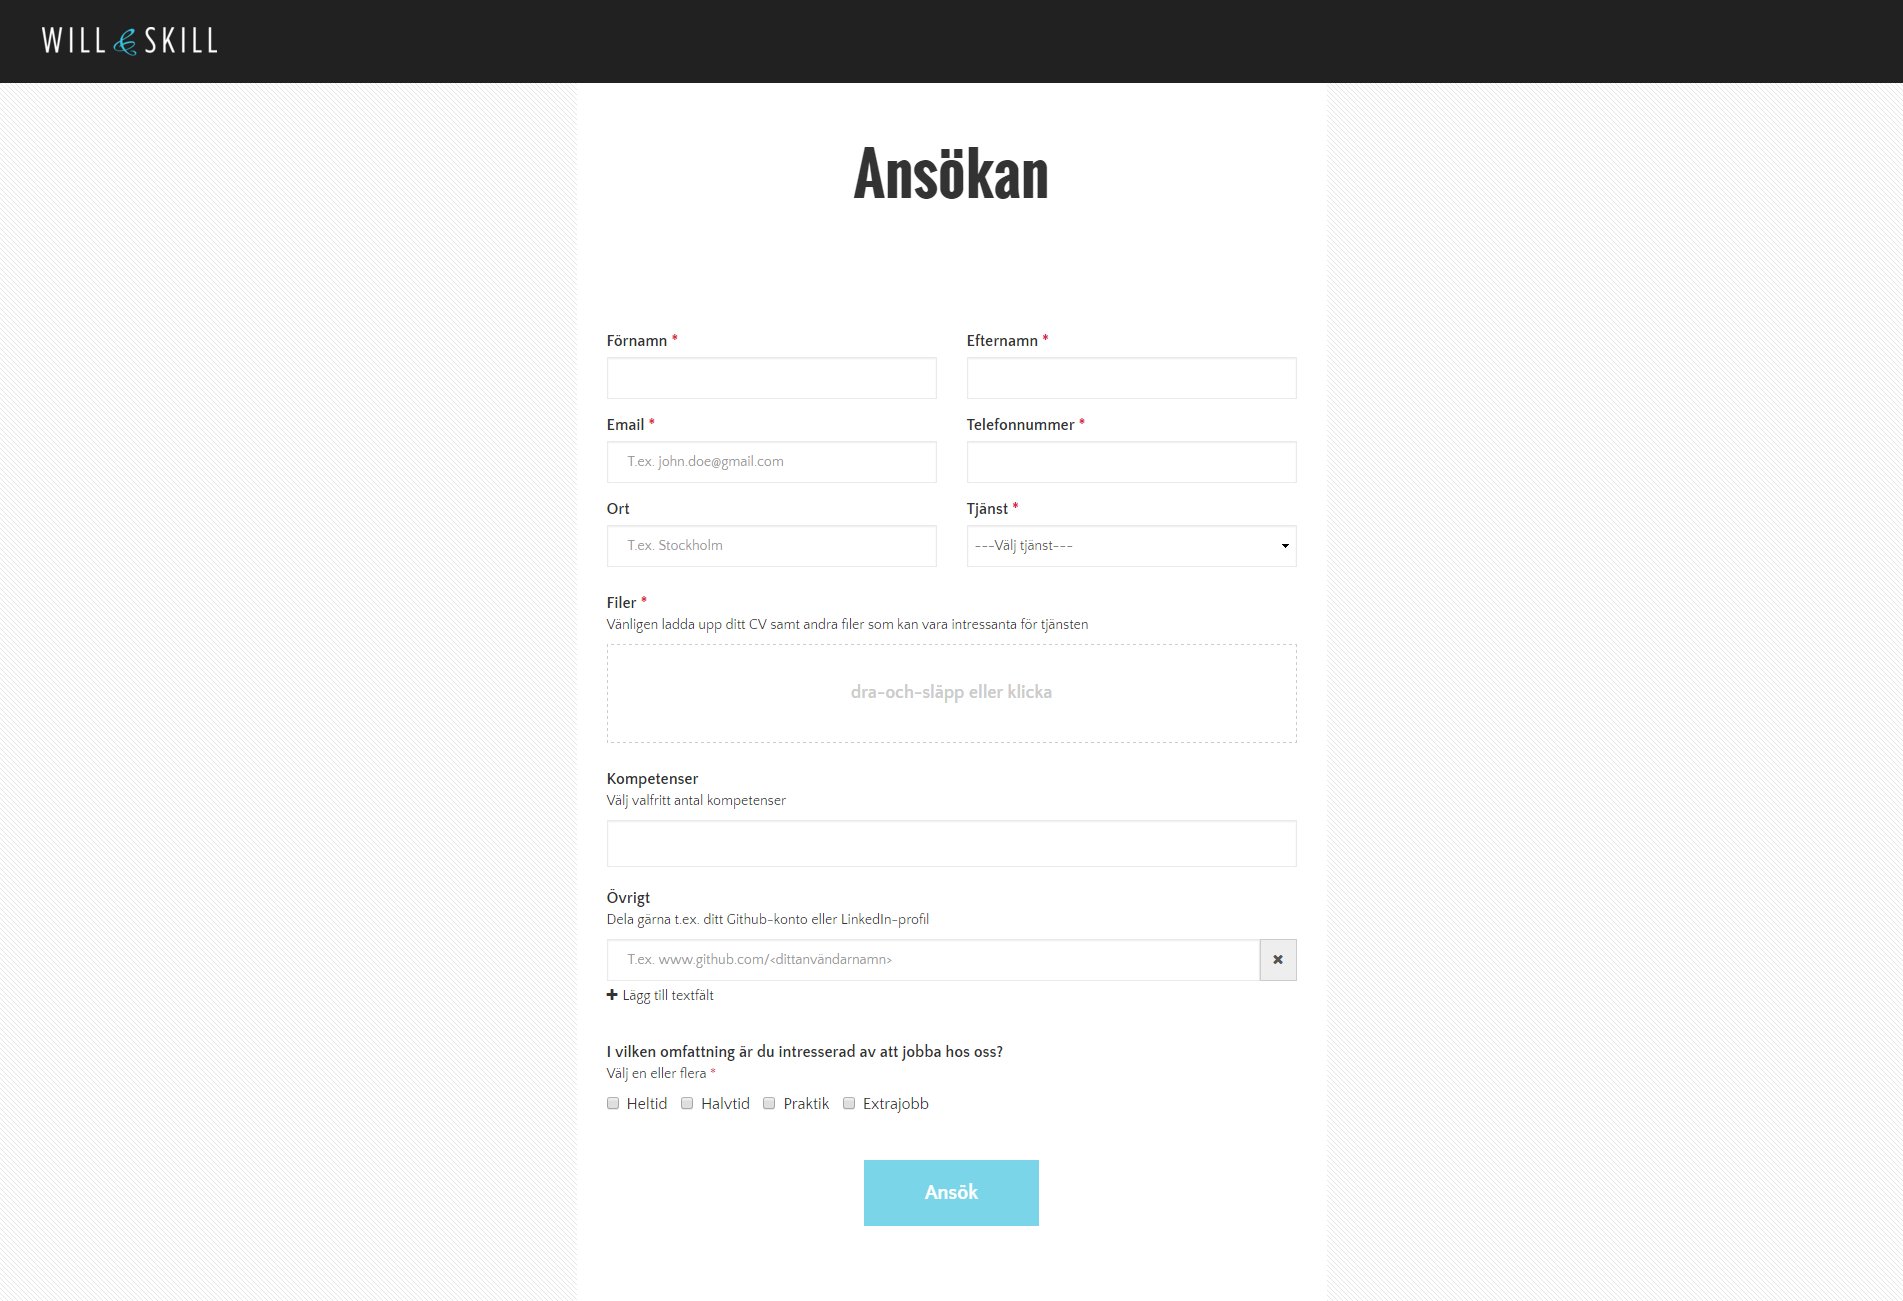 WILL & SKILL
Ansökan
Förnamn *
Efternamn *
Email *
Telefonnummer *
T.ex. john.doe@gmail.com
Ort
Tjänst *
T.ex. Stockholm
---Välj tjänst---
Filer *
Vänligen ladda upp ditt CV samt andra filer som kan vara intressanta för tjänsten
dra-och-släpp eller klicka
Kompetenser
Välj valfritt antal kompetenser
Övrigt
Dela gärna t.ex. ditt Github-konto eller LinkedIn-profil
T.ex. www.github.com/<dittanvändarnamn>
Lägg till textfält
I vilken omfattning är du intresserad av att jobba hos oss?
Välj en eller flera *
Heltid Halvtid Praktik Extrajobb
Ansök